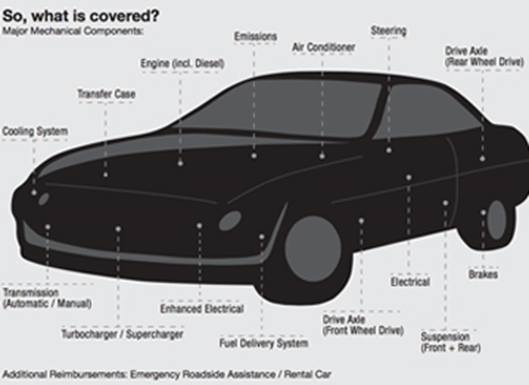 So, what is covered?
Major Mechanical Components:
Emissions
Steering
Air Conditioner
Drive Axle
(Rear Wheel Drive)
Engine (incl. Diesel)
Transfer Case
Cooling System
Transmission
(Automatic / Manual)
Turbocharger / Supercharger
Enhanced Electrical
Fuel Delivery System
Drive Axle
(Front Wheel Drive)
Electrical
Suspension
(Front + Rear)
Brakes
Additional Reimbursements: Emergency Roadside Assistance / Rental Car